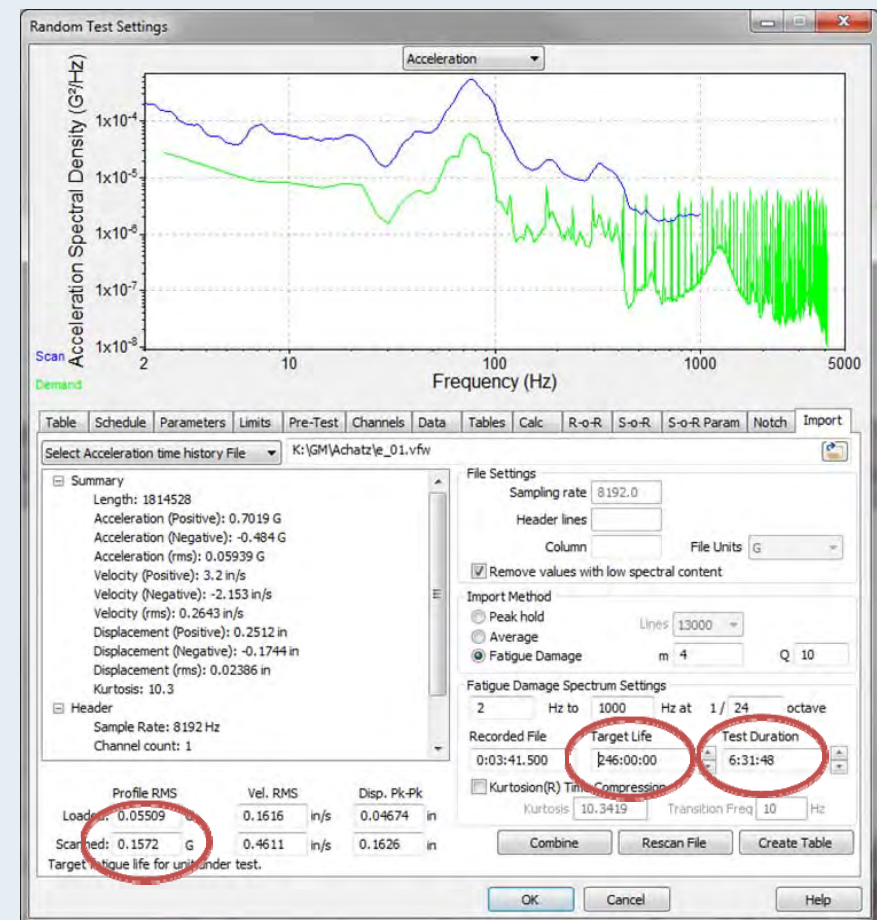 Random Test Settings
Acceleration
Acceleration Spectral Density (G²/Hz)
1x10⁻⁴
1x10⁻⁵
1x10⁻⁶
1x10⁻⁷
1x10⁻⁸
Scan
Demand
2 10 100 1000 5000
Frequency (Hz)
Table Schedule Parameters Limits Pre-Test Channels Data Tables Calc R-o-R S-o-R S-o-R Param Notch Import
Select Acceleration time history File K:\GM\Achatz\e_01.vfw
Summary
Length: 1814528
Acceleration (Positive): 0.7019 G
Acceleration (Negative): -0.484 G
Acceleration (rms): 0.05939 G
Velocity (Positive): 3.2 in/s
Velocity (Negative): -2.153 in/s
Velocity (rms): 0.2643 in/s
Displacement (Positive): 0.2512 in
Displacement (Negative): -0.1744 in
Displacement (rms): 0.02386 in
Kurtosis: 10.3
Header
Sample Rate: 8192 Hz
Channel count: 1
File Settings
Sampling rate 8192.0
Header lines
Column File Units G
Remove values with low spectral content
Import Method
Peak hold
Average
Lines 13000
Fatigue Damage m 4 Q 10
Fatigue Damage Spectrum Settings
2 Hz to 1000 Hz at 1 / 24 octave
Recorded File Target Life Test Duration
0:03:41.500 246:00:00 6:31:48
Kurtosion(R) Time Compression
Kurtosis 10.3419 Transition Freq 10 Hz
Profile RMS Vel. RMS Disp. Pk-Pk
Loaded: 0.05509 0.1616 in/s 0.04674 in
Scanned: 0.1572 G 0.4611 in/s 0.1626 in
Combine Rescan File Create Table
Target fatigue life for unit under test.
OK Cancel Help